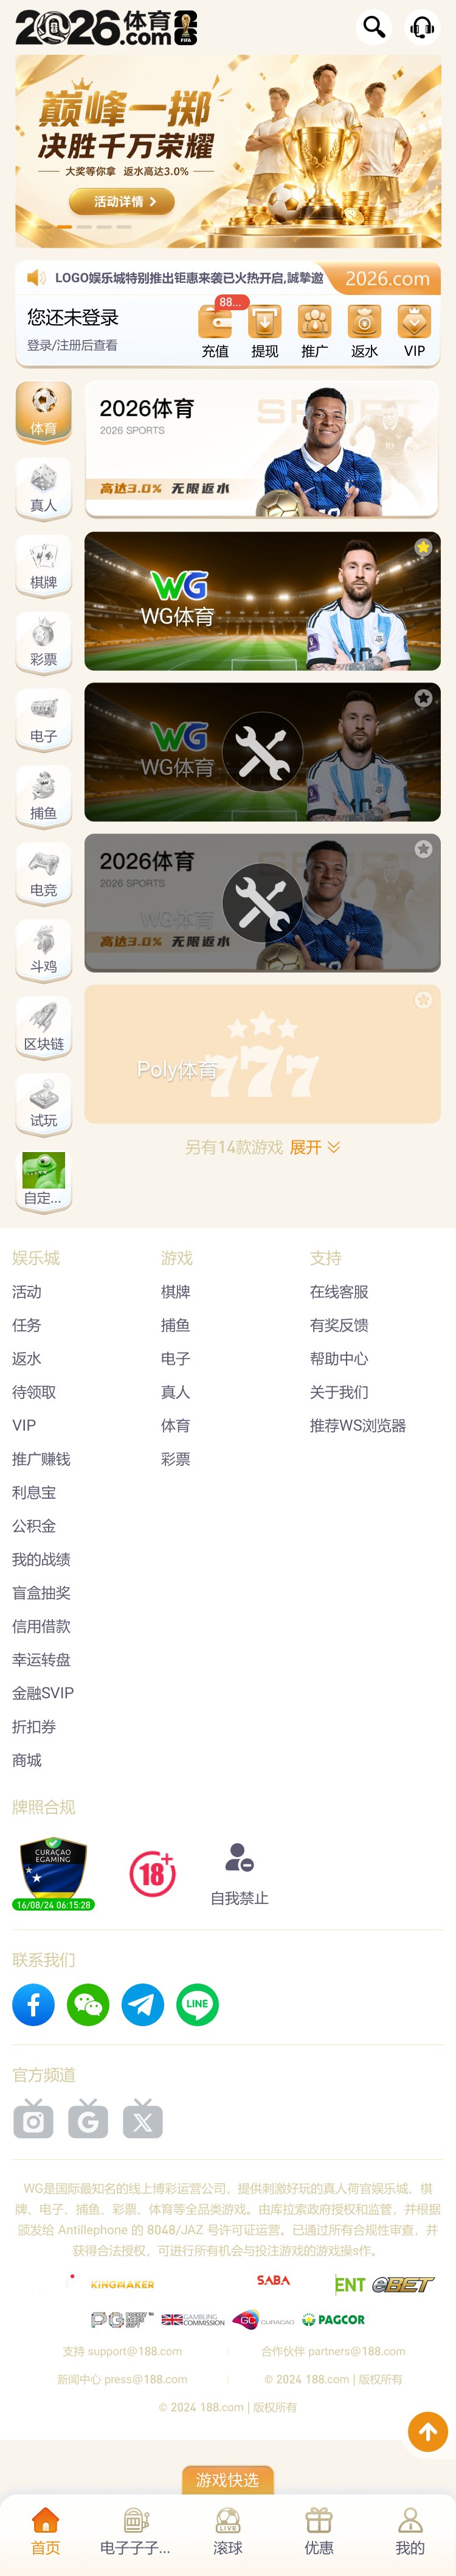 2026体育.com
FIFA
巅峰一掷
决胜千万荣耀
大奖等你拿 返水高达3.0%
活动详情
LOGO娱乐城特别推出钜惠来袭已火热开启,誠摯邀
2026.com
您还未登录
登录/注册后查看
88...
充值
提现
推广
返水
VIP
体育
真人
棋牌
彩票
电子
捕鱼
电竞
斗鸡
区块链
试玩
自定...
2026体育
2026 SPORTS
SPORT
高达3.0% 无限返水
WG
WG体育
WG
WG体育
2026体育
2026 SPORTS
WG体育
高达3.0% 无限返水
777
Poly体育
另有14款游戏 展开
娱乐城
活动
任务
返水
待领取
VIP
推广赚钱
利息宝
公积金
我的战绩
盲盒抽奖
信用借款
幸运转盘
金融SVIP
折扣券
商城
游戏
棋牌
捕鱼
电子
真人
体育
彩票
支持
在线客服
有奖反馈
帮助中心
关于我们
推荐WS浏览器
牌照合规
CURAÇAO
EGAMING
16/08/24 06:15:28
18+
自我禁止
联系我们
LINE
官方频道
WG是国际最知名的线上博彩运营公司，提供刺激好玩的真人荷官娱乐城、棋
牌、电子、捕鱼、彩票、体育等全品类游戏。由库拉索政府授权和监管，并根据
颁发给 Antillephone 的 8048/JAZ 号许可证运营。已通过所有合规性审查，并
获得合法授权，可进行所有机会与投注游戏的游戏操s作。
KINGMAKER
SABA
ENT
eBET
PG POCKET GAMES SOFT
GAMBLING COMMISSION
GC CURACAO
PAGCOR
支持 support@188.com
合作伙伴 partners@188.com
新闻中心 press@188.com
© 2024 188.com | 版权所有
© 2024 188.com | 版权所有
游戏快选
首页
电子子子...
LIVE
滚球
优惠
我的